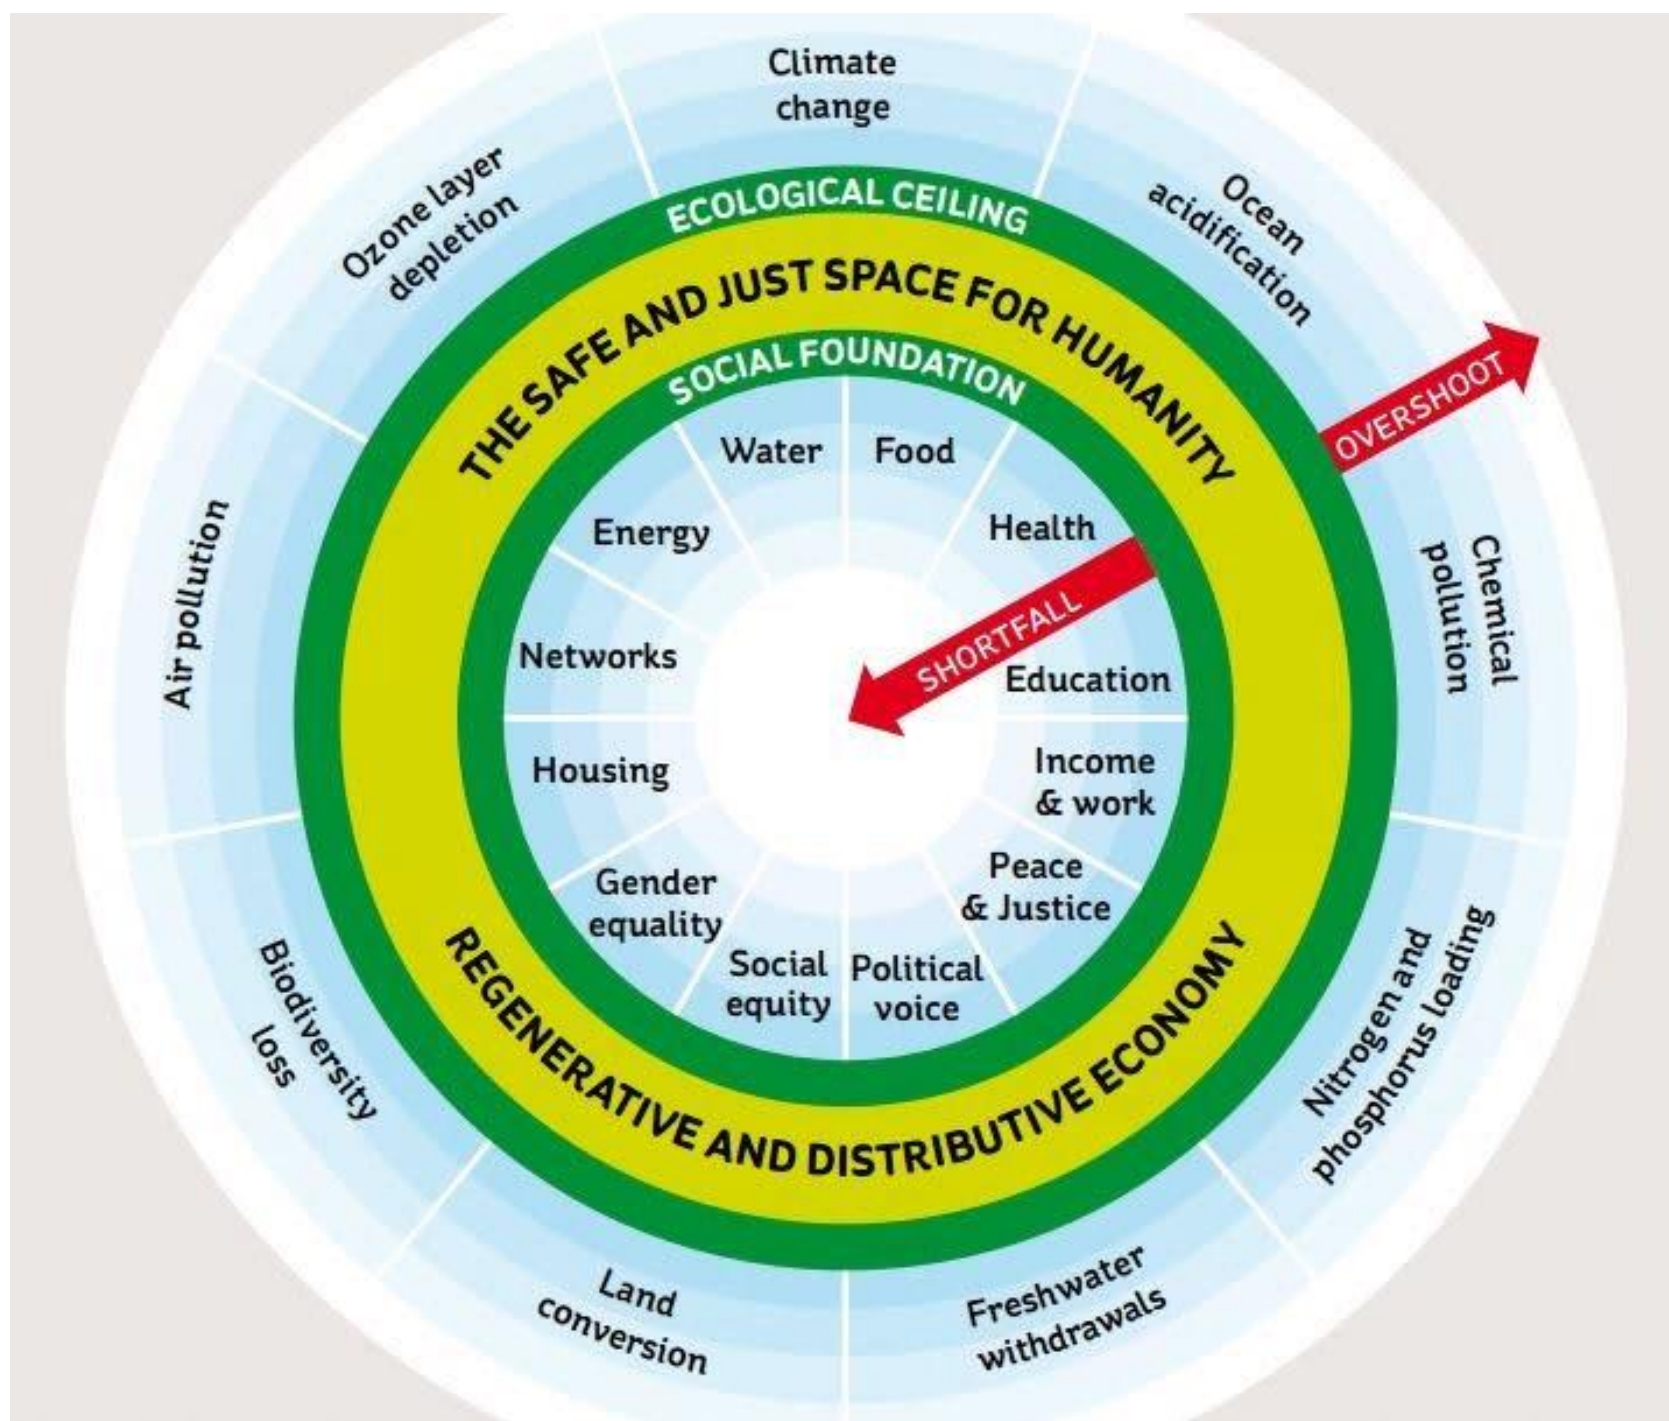 Climate
change
Ocean
acidification
Chemical
pollution
Nitrogen and
phosphorus loading
Freshwater
withdrawals
Land
conversion
Biodiversity
loss
Air pollution
Ozone layer
depletion
ECOLOGICAL CEILING
THE SAFE AND JUST SPACE FOR HUMANITY
SOCIAL FOUNDATION
OVERSHOOT
SHORTFALL
Water
Food
Health
Education
Income
& work
Peace
& Justice
Political
voice
Social
equity
Gender
equality
Housing
Networks
Energy
REGENERATIVE AND DISTRIBUTIVE ECONOMY